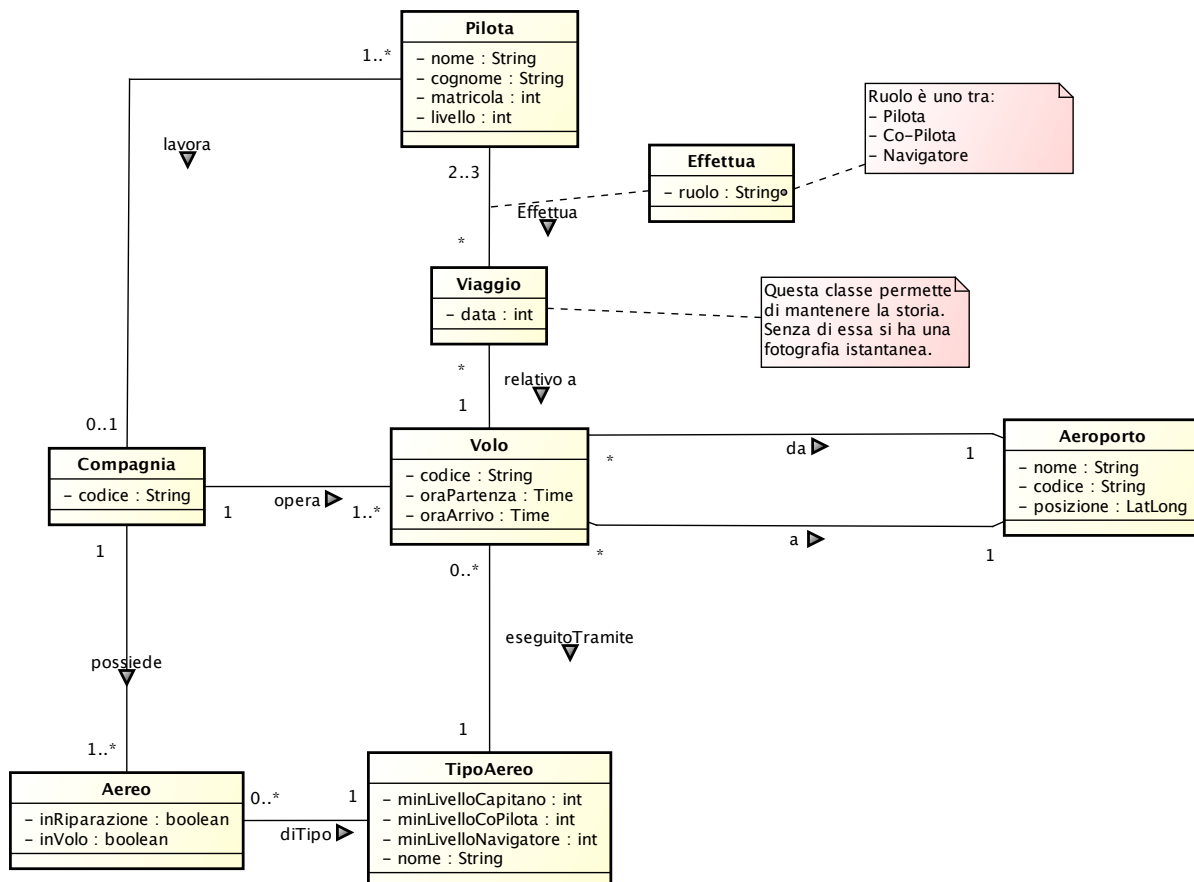 Pilota
– nome : String
– cognome : String
– matricola : int
– livello : int
1..*
lavora
2..3
Effettua
– ruolo : String
Ruolo è uno tra:
– Pilota
– Co-Pilota
– Navigatore
Effettua
*
Viaggio
– data : int
Questa classe permette
di mantenere la storia.
Senza di essa si ha una
fotografia istantanea.
*
relativo a
1
0..1
Compagnia
– codice : String
1
opera
1..*
Volo
– codice : String
– oraPartenza : Time
– oraArrivo : Time
*
da
1
*
a
1
Aeroporto
– nome : String
– codice : String
– posizione : LatLong
1
possiede
1..*
0..*
eseguitoTramite
1
Aereo
– inRiparazione : boolean
– inVolo : boolean
0..*
diTipo
1
TipoAereo
– minLivelloCapitano : int
– minLivelloCoPilota : int
– minLivelloNavigatore : int
– nome : String